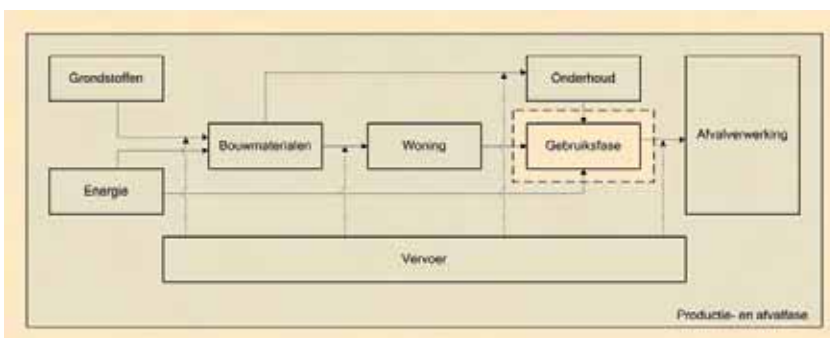 Grondstoffen
Onderhoud
Bouwmaterialen
Woning
Gebruiksfase
Afvalverwerking
Energie
Vervoer
Productie- en afvalfase